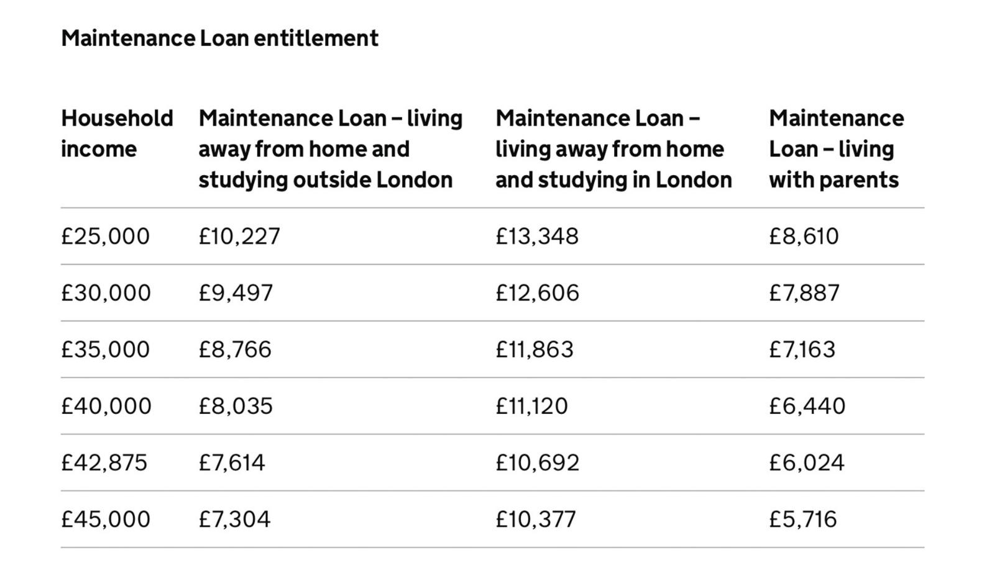 Maintenance Loan entitlement
Household income
Maintenance Loan – living away from home and studying outside London
Maintenance Loan – living away from home and studying in London
Maintenance Loan – living with parents
£25,000 £10,227 £13,348 £8,610
£30,000 £9,497 £12,606 £7,887
£35,000 £8,766 £11,863 £7,163
£40,000 £8,035 £11,120 £6,440
£42,875 £7,614 £10,692 £6,024
£45,000 £7,304 £10,377 £5,716